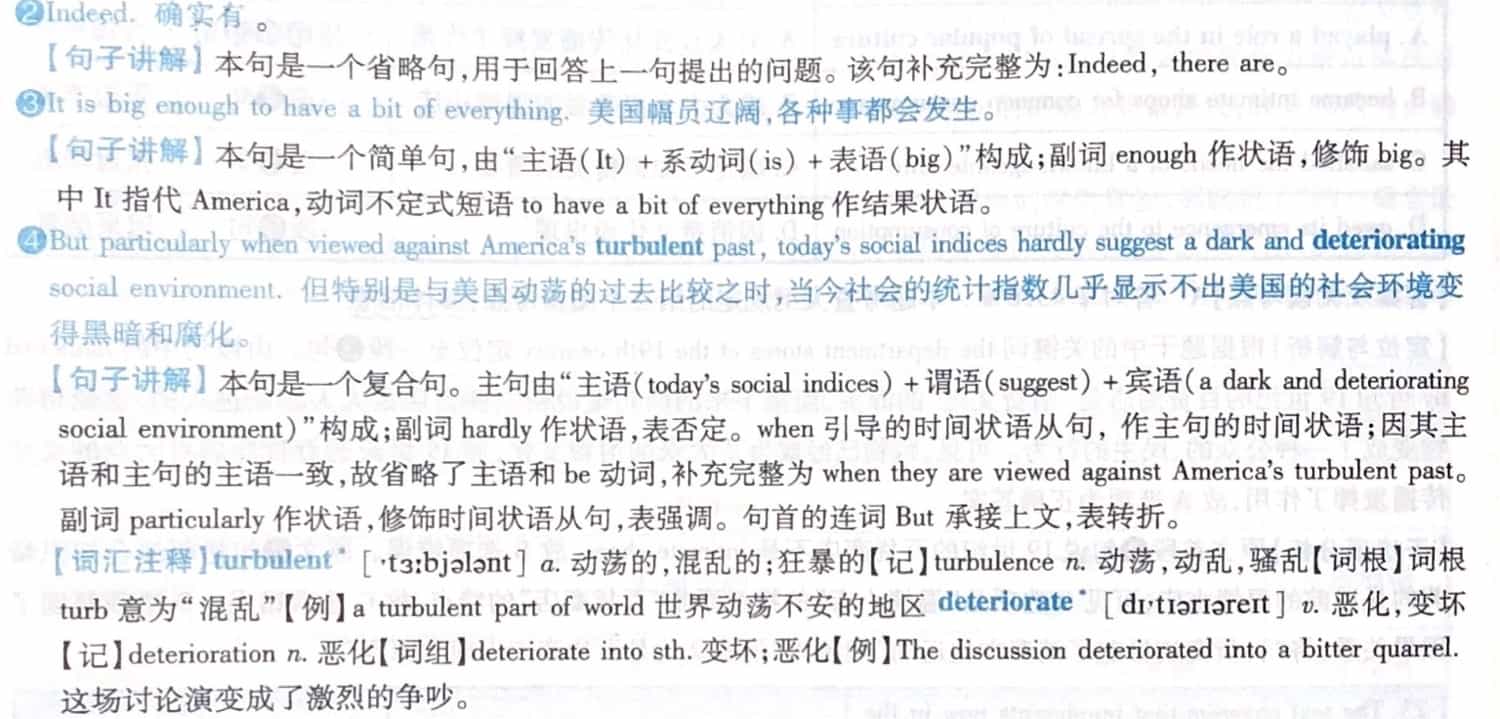 ②Indeed. 确实有。
【句子讲解】本句是一个省略句,用于回答上一句提出的问题。该句补充完整为:Indeed, there are。
③It is big enough to have a bit of everything. 美国幅员辽阔,各种事都会发生。
【句子讲解】本句是一个简单句,由“主语(It)+系动词(is)+表语(big)”构成;副词 enough 作状语,修饰 big。其
中 It 指代 America,动词不定式短语 to have a bit of everything 作结果状语。
④But particularly when viewed against America's turbulent past, today's social indices hardly suggest a dark and deteriorating
social environment. 但特别是与美国动荡的过去比较之时,当今社会的统计指数几乎显示不出美国的社会环境变
得黑暗和腐化。
【句子讲解】本句是一个复合句。主句由“主语(today's social indices)+谓语(suggest)+宾语(a dark and deteriorating
social environment)”构成;副词 hardly 作状语,表否定。when 引导的时间状语从句,作主句的时间状语;因其主
语和主句的主语一致,故省略了主语和 be 动词,补充完整为 when they are viewed against America's turbulent past。
副词 particularly 作状语,修饰时间状语从句,表强调。句首的连词 But 承接上文,表转折。
【词汇注释】turbulent* [ˈtɜːbjələnt] a. 动荡的,混乱的;狂暴的【记】turbulence n. 动荡,动乱,骚乱【词根】词根
turb 意为“混乱”【例】a turbulent part of world 世界动荡不安的地区 deteriorate* [dɪˈtɪərɪəreɪt] v. 恶化,变坏
【记】deterioration n. 恶化【词组】deteriorate into sth. 变坏;恶化【例】The discussion deteriorated into a bitter quarrel.
这场讨论演变成了激烈的争吵。